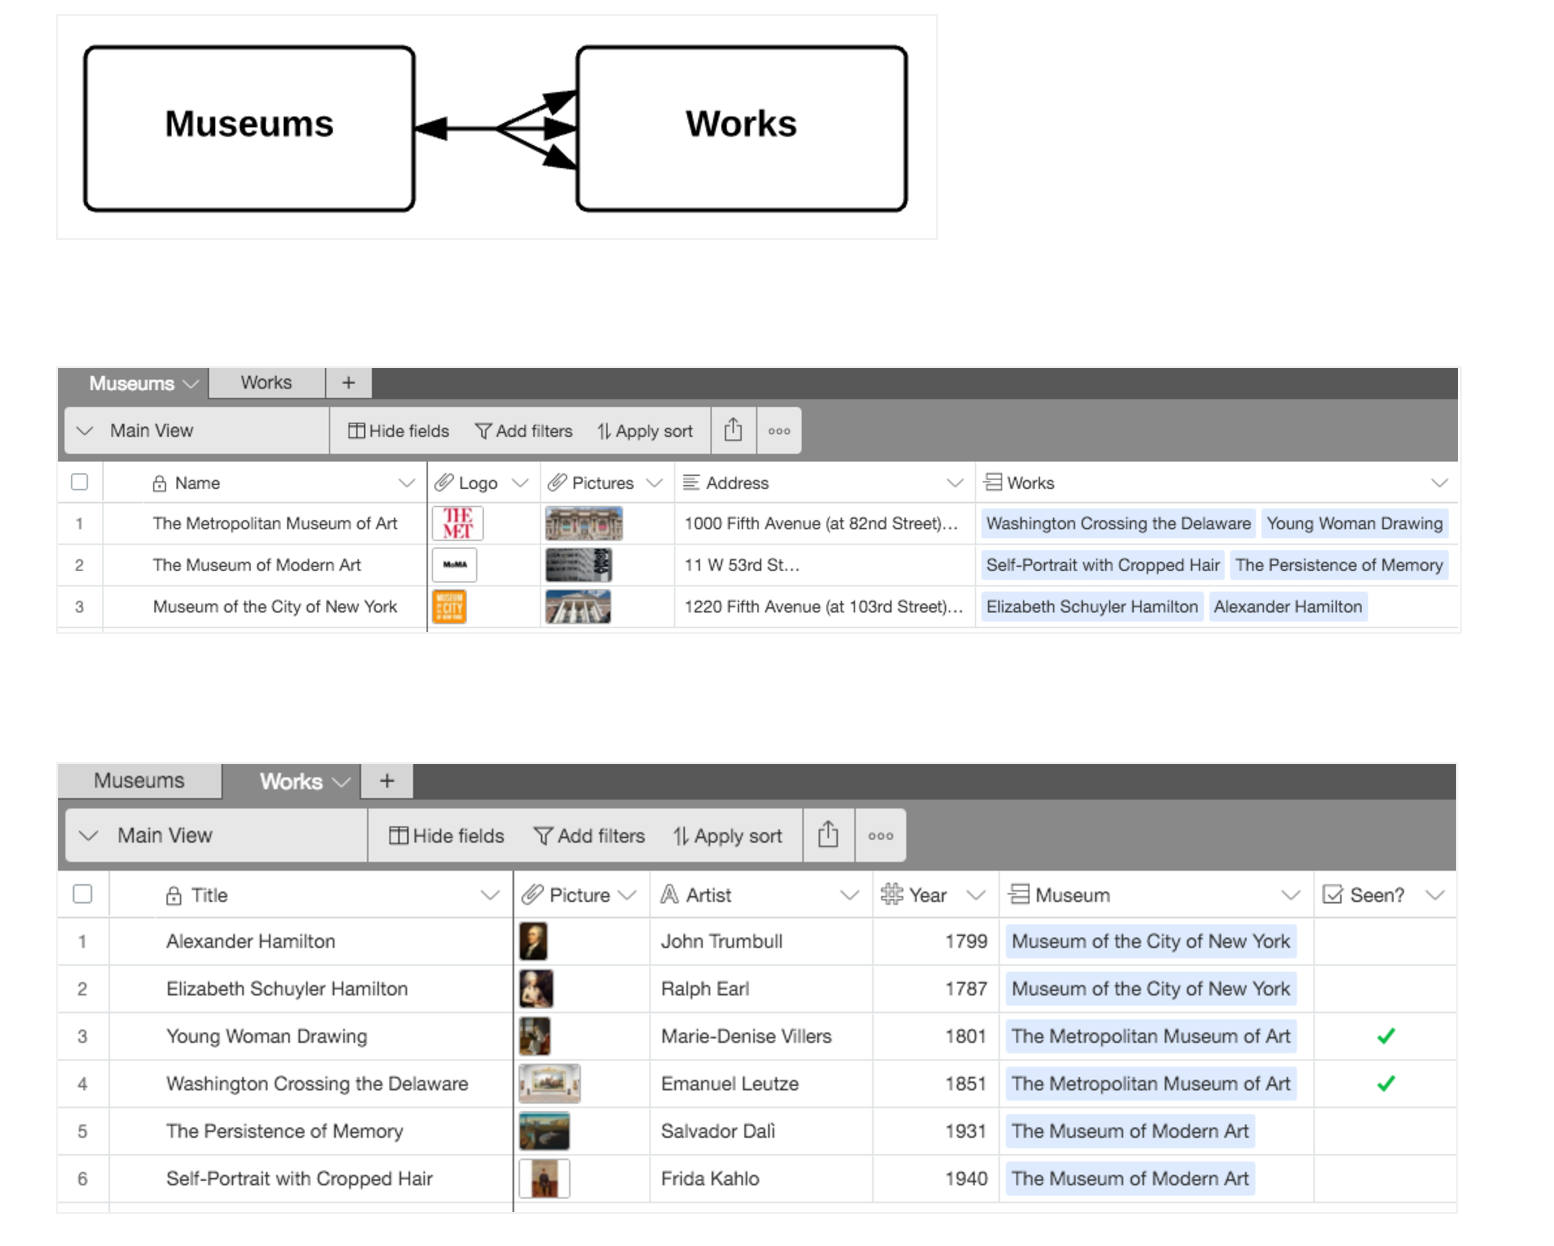 Museums Works
Museums Works +
Main View Hide fields Add filters Apply sort
Name Logo Pictures Address Works
1 The Metropolitan Museum of Art THE MET 1000 Fifth Avenue (at 82nd Street)... Washington Crossing the Delaware Young Woman Drawing
2 The Museum of Modern Art MoMA 11 W 53rd St... Self-Portrait with Cropped Hair The Persistence of Memory
3 Museum of the City of New York MUSEUM CITY 1220 Fifth Avenue (at 103rd Street)... Elizabeth Schuyler Hamilton Alexander Hamilton
Museums Works +
Main View Hide fields Add filters Apply sort
Title Picture Artist Year Museum Seen?
1 Alexander Hamilton John Trumbull 1799 Museum of the City of New York
2 Elizabeth Schuyler Hamilton Ralph Earl 1787 Museum of the City of New York
3 Young Woman Drawing Marie-Denise Villers 1801 The Metropolitan Museum of Art
4 Washington Crossing the Delaware Emanuel Leutze 1851 The Metropolitan Museum of Art
5 The Persistence of Memory Salvador Dalì 1931 The Museum of Modern Art
6 Self-Portrait with Cropped Hair Frida Kahlo 1940 The Museum of Modern Art